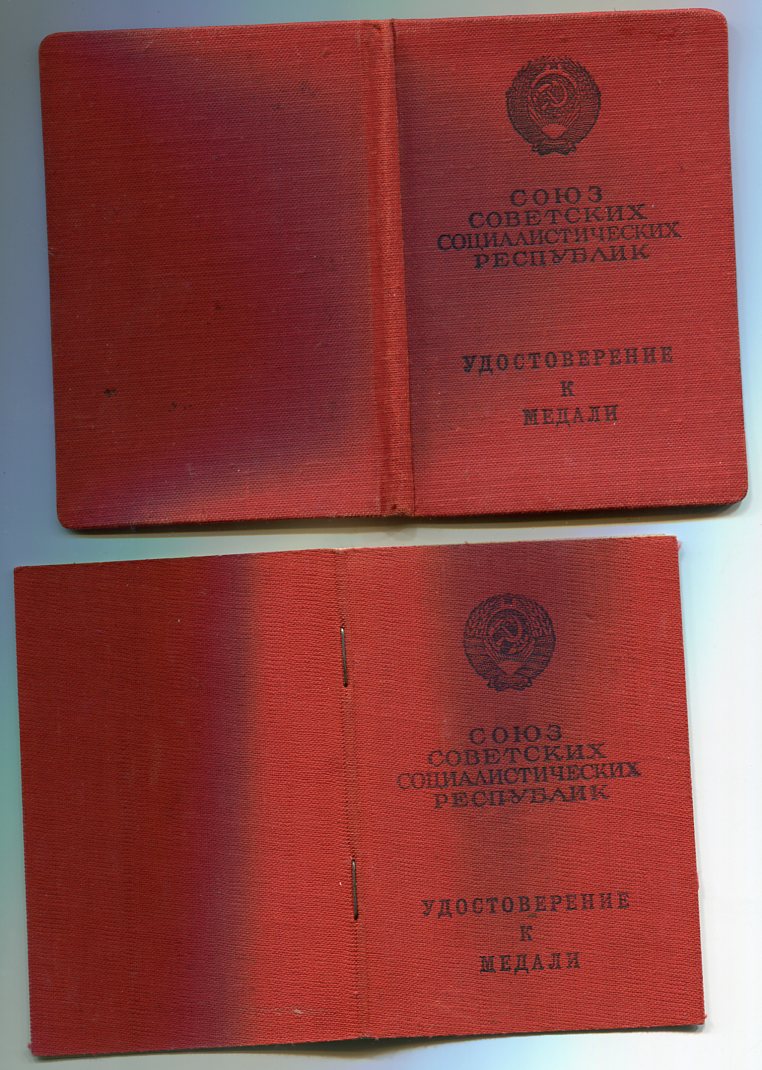 СОЮЗ
СОВЕТСКИХ
СОЦИАЛИСТИЧЕСКИХ
РЕСПУБЛИК
УДОСТОВЕРЕНИЕ
К
МЕДАЛИ
СОЮЗ
СОВЕТСКИХ
СОЦИАЛИСТИЧЕСКИХ
РЕСПУБЛИК
УДОСТОВЕРЕНИЕ
К
МЕДАЛИ